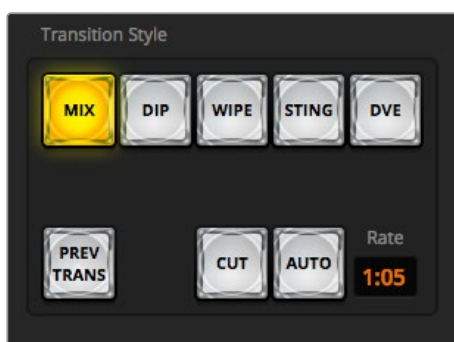 Transition Style
MIX DIP WIPE STING DVE
PREV
TRANS
CUT AUTO
Rate
1:05